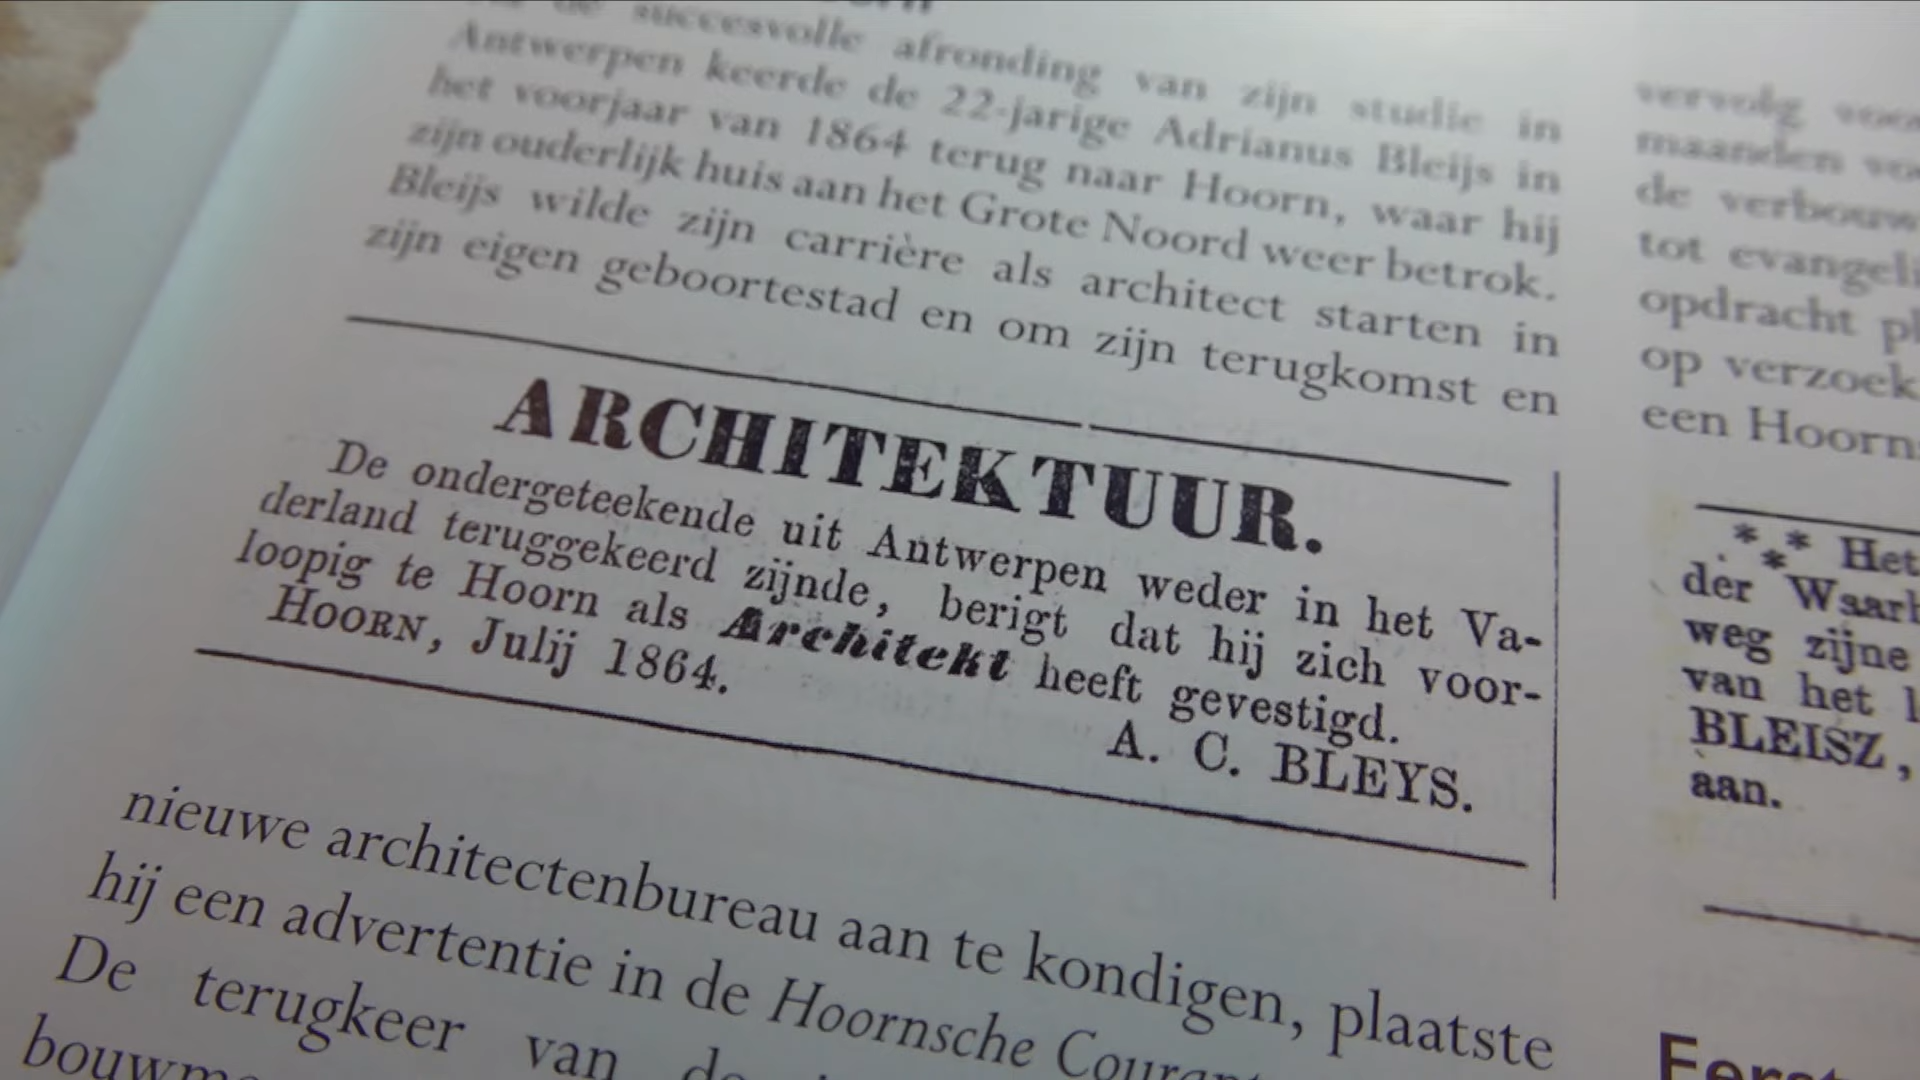 de succesvolle afronding van zijn studie in
Antwerpen keerde de 22-jarige Adrianus Bleijs in
het voorjaar van 1864 terug naar Hoorn, waar hij
zijn ouderlijk huis aan het Grote Noord weer betrok.
Bleijs wilde zijn carrière als architect starten in
zijn eigen geboortestad en om zijn terugkomst en
ARCHITEKTUUR.
De ondergeteekende uit Antwerpen weder in het Va-
derland teruggekeerd zijnde, berigt dat hij zich voor-
loopig te Hoorn als Architekt heeft gevestigd.
HOORN, Julij 1864.
A. C. BLEYS.
nieuwe architectenbureau aan te kondigen, plaatste
hij een advertentie in de Hoornsche Courant
De terugkeer van de
bouwme
vervolg voor
maanden vo
de verbouw
tot evangeli
opdracht pl
op verzoek
een Hoorns
*** Het
der Waarh
weg zijne
van het l
BLEISZ,
aan.
Eerst